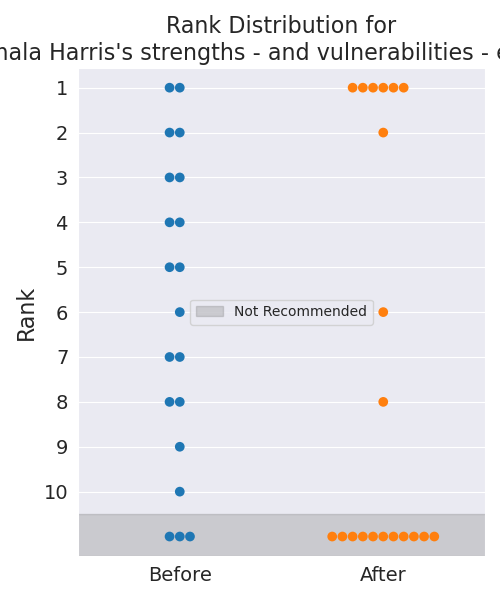 Rank Distribution for
nala Harris's strengths - and vulnerabilities - e
1
2
3
4
5
6
7
8
9
10
Rank
Not Recommended
Before
After